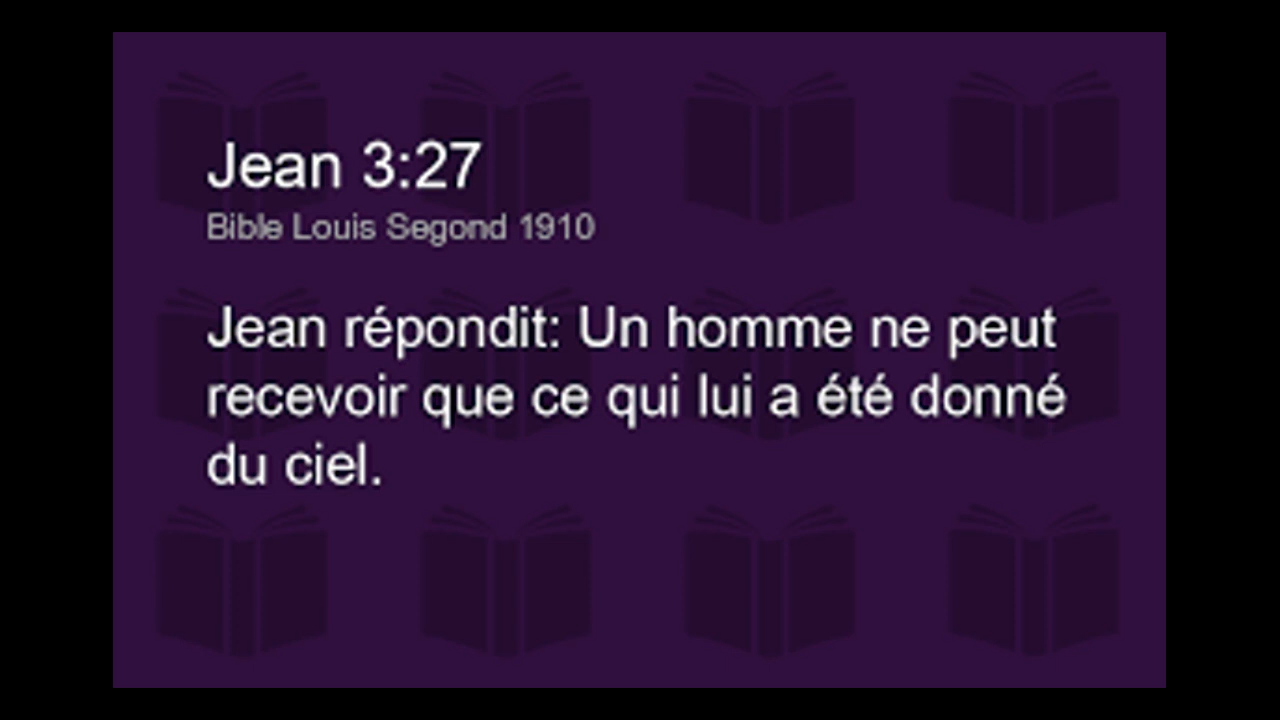 Jean 3:27
Bible Louis Segond 1910
Jean répondit: Un homme ne peut
recevoir que ce qui lui a été donné
du ciel.